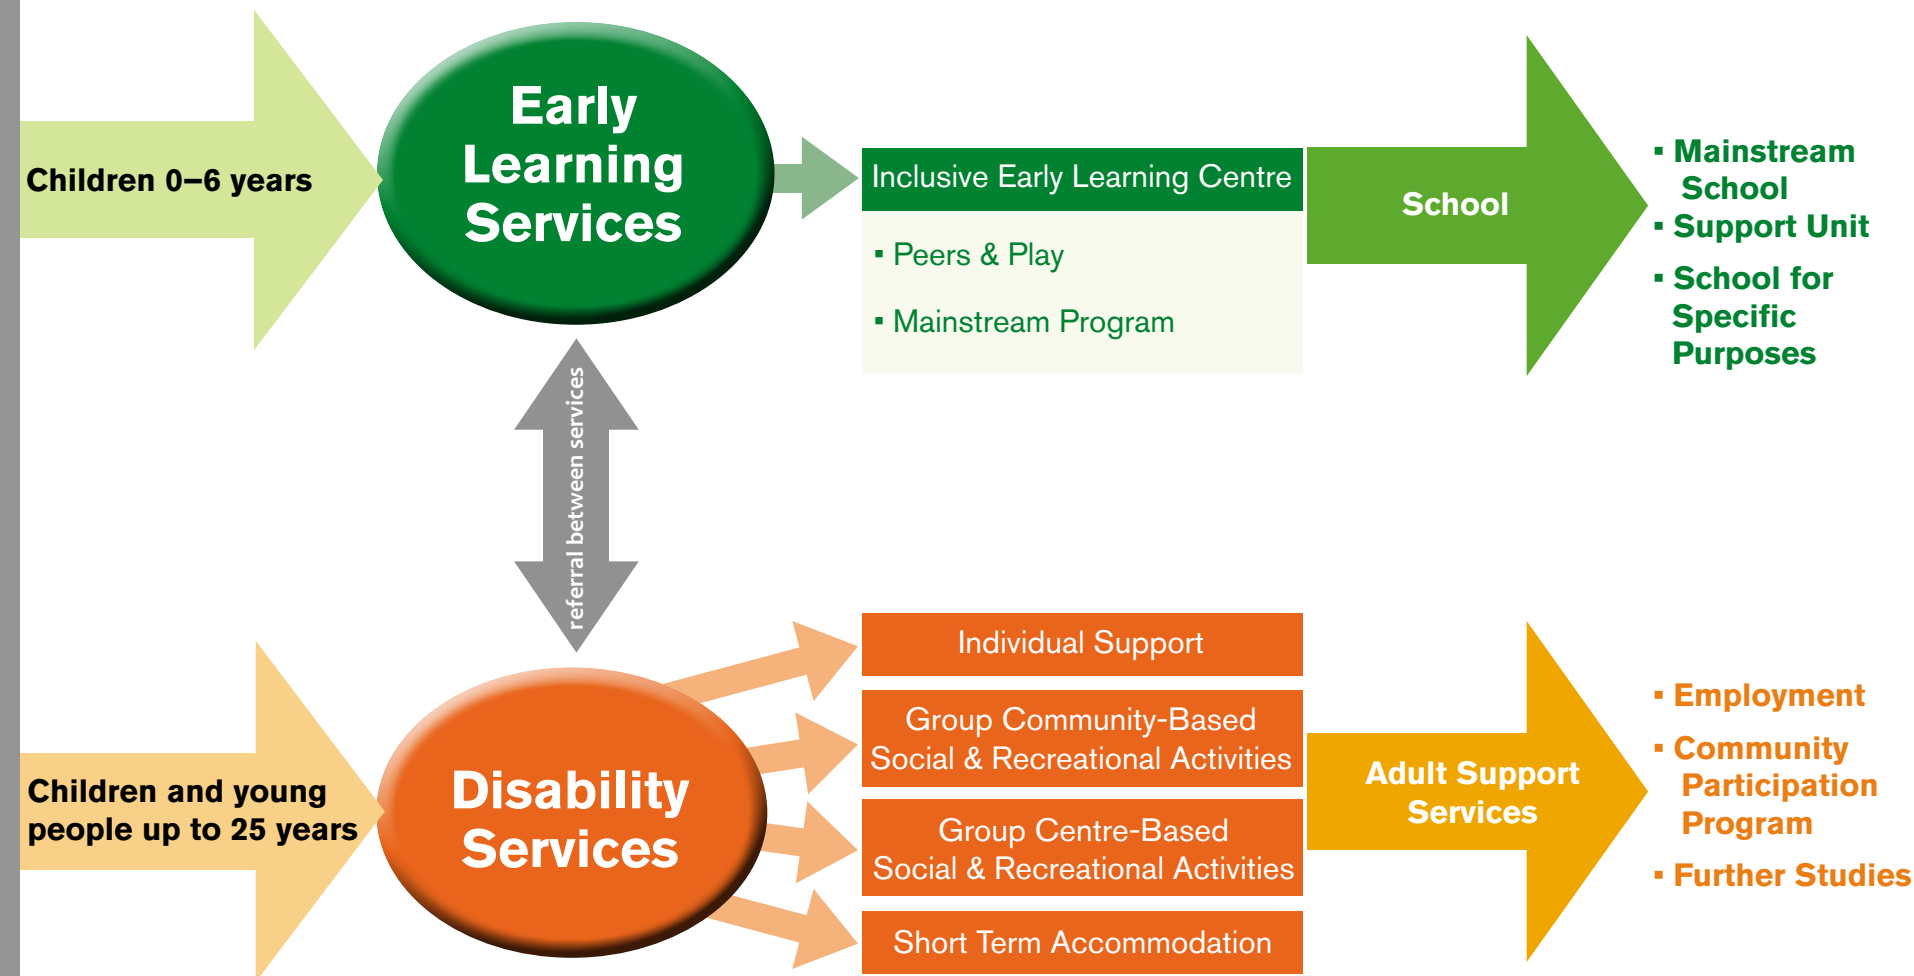 Children 0–6 years
Early
Learning
Services
Inclusive Early Learning Centre
▪ Peers & Play
▪ Mainstream Program
School
▪ Mainstream
School
▪ Support Unit
▪ School for
Specific
Purposes
referral between services
Children and young
people up to 25 years
Disability
Services
Individual Support
Group Community-Based
Social & Recreational Activities
Group Centre-Based
Social & Recreational Activities
Short Term Accommodation
Adult Support
Services
▪ Employment
▪ Community
Participation
Program
▪ Further Studies